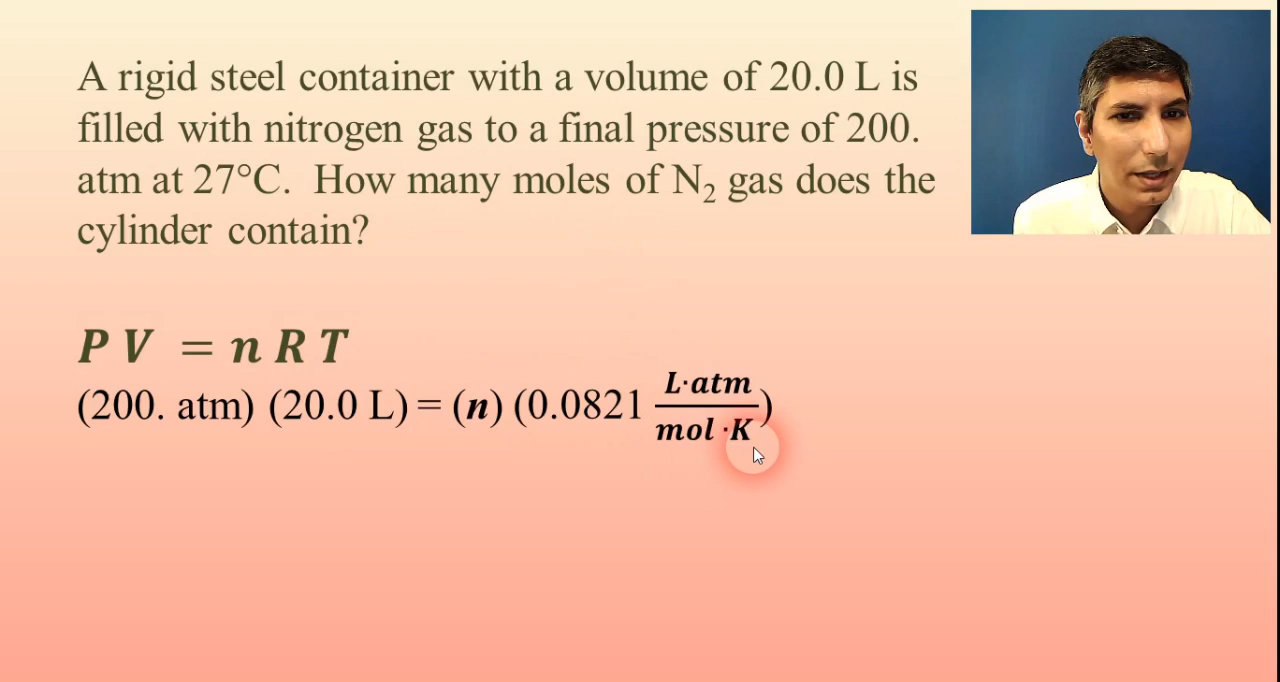 A rigid steel container with a volume of 20.0 L is
filled with nitrogen gas to a final pressure of 200.
atm at 27°C. How many moles of N₂ gas does the
cylinder contain?
P V = n R T
(200. atm) (20.0 L) = (n) (0.0821 L·atm/mol·K)